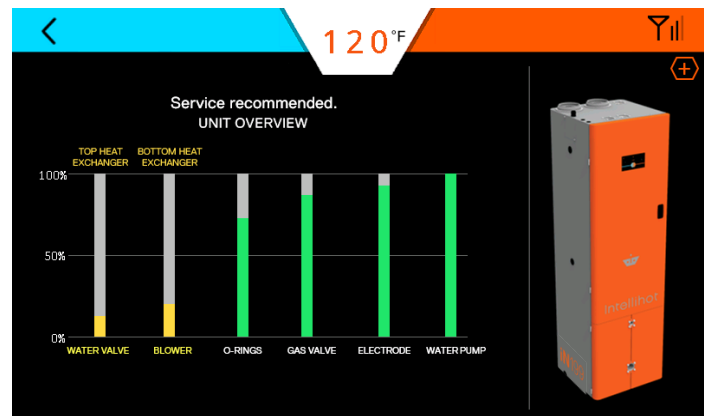 120°F
Service recommended.
UNIT OVERVIEW
TOP HEAT EXCHANGER
BOTTOM HEAT EXCHANGER
100%
50%
0%
WATER VALVE
BLOWER
O-RINGS
GAS VALVE
ELECTRODE
WATER PUMP
intellihot